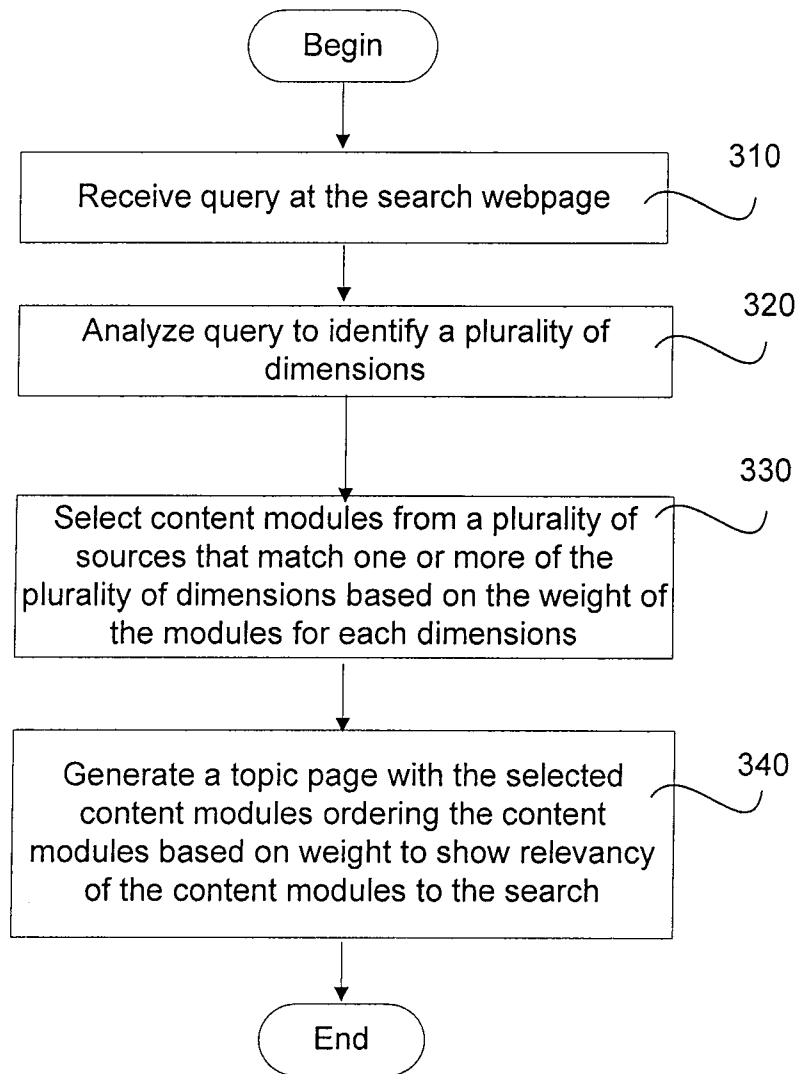 Begin
310
Receive query at the search webpage
320
Analyze query to identify a plurality of
dimensions
330
Select content modules from a plurality of
sources that match one or more of the
plurality of dimensions based on the weight of
the modules for each dimensions
340
Generate a topic page with the selected
content modules ordering the content
modules based on weight to show relevancy
of the content modules to the search
End